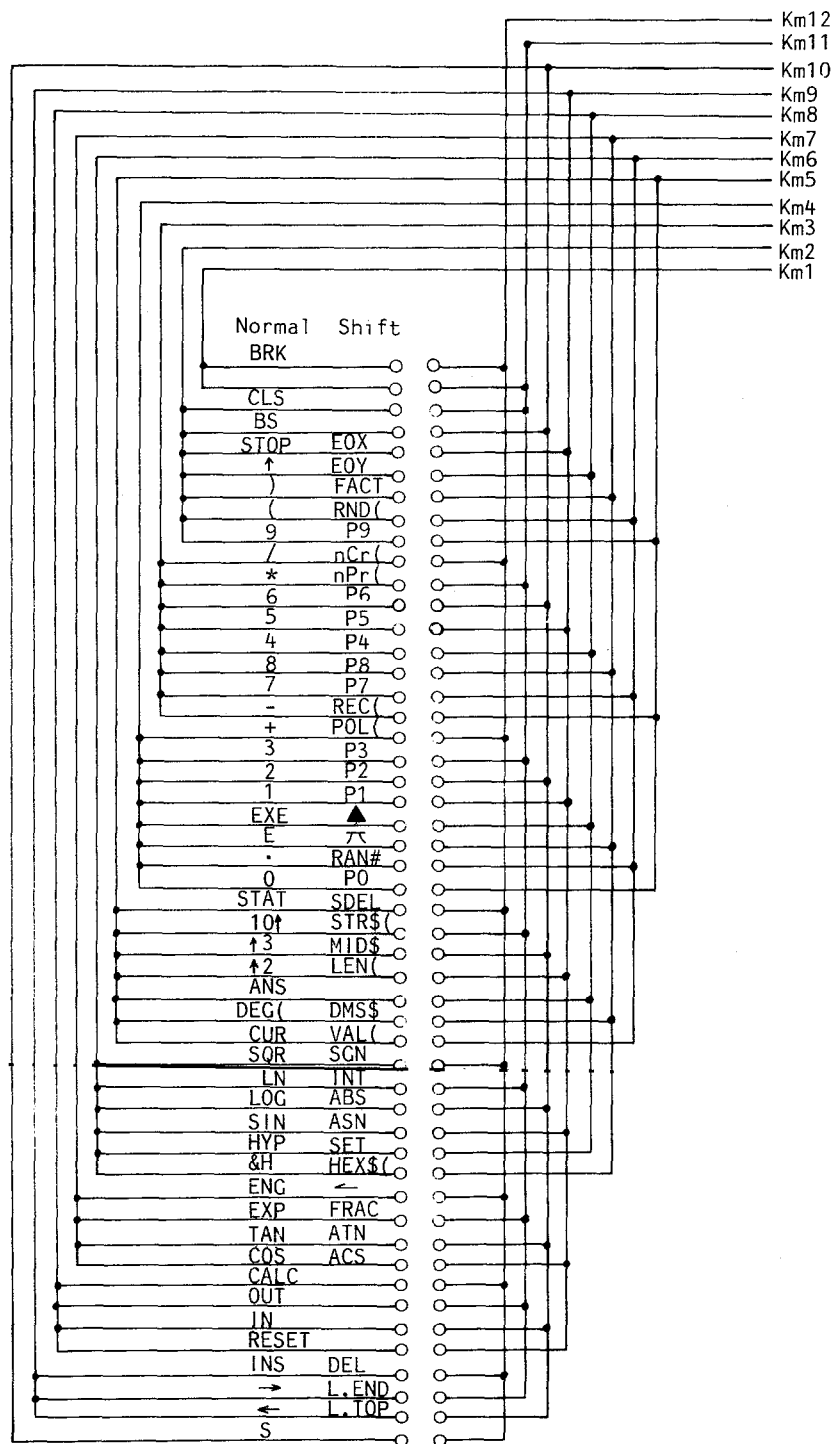 Km12
Km11
Km10
Km9
Km8
Km7
Km6
Km5
Km4
Km3
Km2
Km1
Normal Shift
BRK
CLS
BS
STOP EOX
↑ EOY
) FACT
( RND(
9 P9
/ nCr(
* nPr(
6 P6
5 P5
4 P4
8 P8
7 P7
- REC(
+ POL(
3 P3
2 P2
1 P1
EXE ▲
E π
. RAN#
0 P0
STAT SDEL
10↑ STR$(
↑3 MID$
↑2 LEN(
ANS
DEG( DMS$
CUR VAL(
SQR SGN
LN INT
LOG ABS
SIN ASN
HYP SET
&H HEX$(
ENG ←
EXP FRAC
TAN ATN
COS ACS
CALC
OUT
IN
RESET
INS DEL
→ L.END
← L.TOP
S